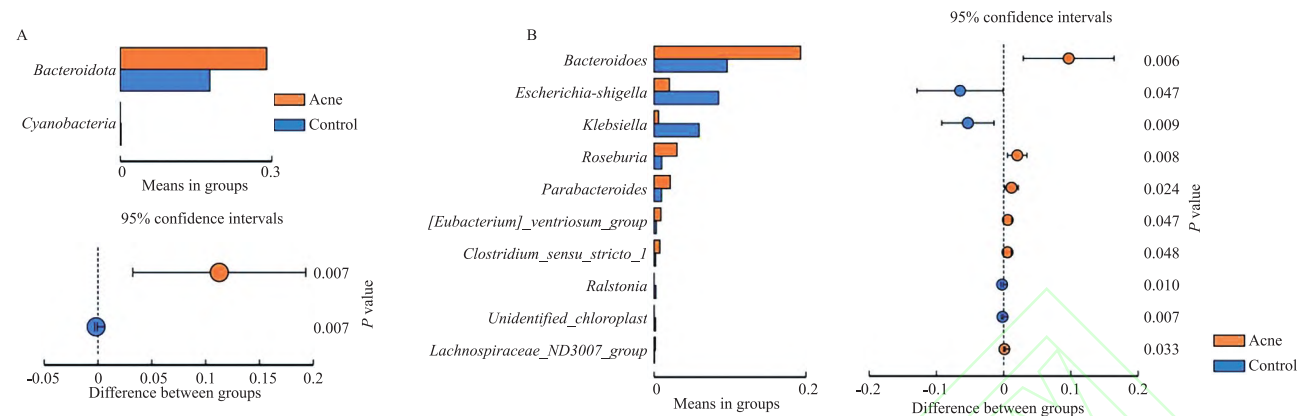 A
Bacteroidota
Cyanobacteria
Acne
Control
0
0.3
Means in groups
95% confidence intervals
0.007
0.007
P value
-0.05
0
0.05
0.1
0.15
0.2
Difference between groups
B
Bacteroidoes
Escherichia-shigella
Klebsiella
Roseburia
Parabacteroides
[Eubacterium]_ventriosum_group
Clostridium_sensu_stricto_1
Ralstonia
Unidentified_chloroplast
Lachnospiraceae_ND3007_group
0
0.2
Means in groups
95% confidence intervals
0.006
0.047
0.009
0.008
0.024
0.047
0.048
0.010
0.007
0.033
P value
-0.2
-0.1
0
0.1
0.2
Difference between groups
Acne
Control